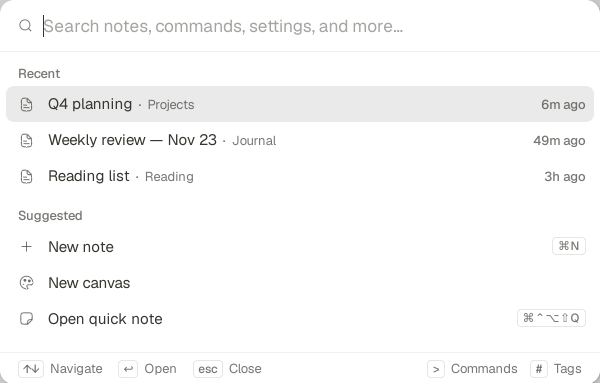 Search notes, commands, settings, and more...
Recent
Q4 planning · Projects 6m ago
Weekly review — Nov 23 · Journal 49m ago
Reading list · Reading 3h ago
Suggested
New note ⌘N
New canvas
Open quick note ⌘⌃⌥⇧Q
↑↓ Navigate ↩ Open esc Close > Commands # Tags